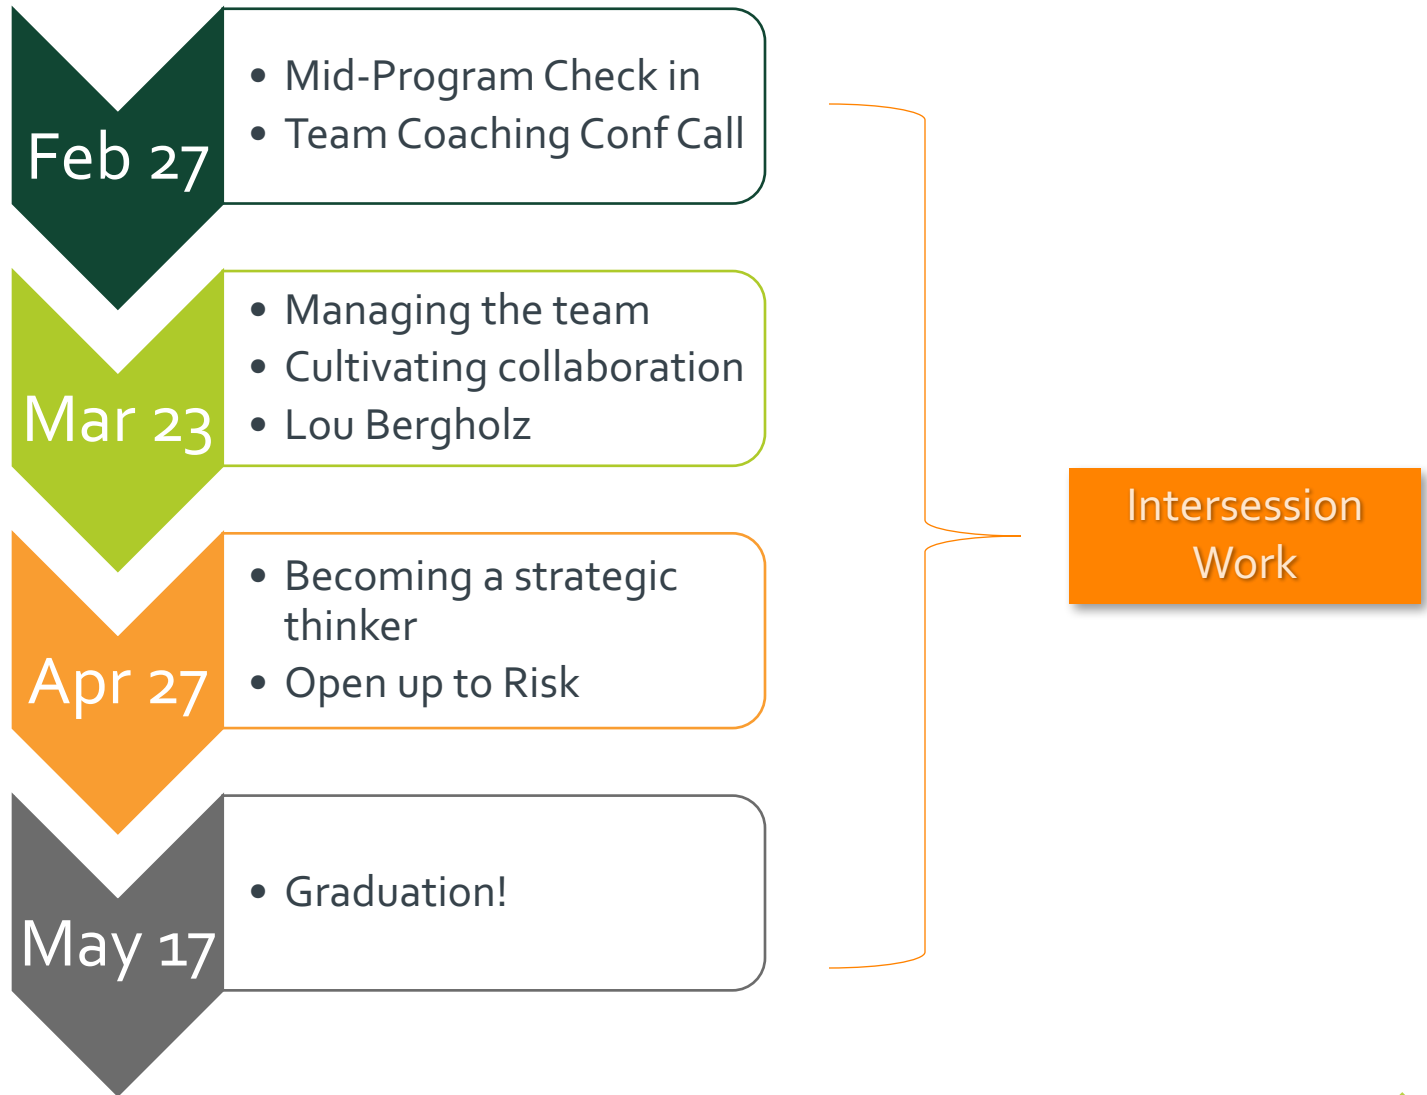 Feb 27
• Mid-Program Check in
• Team Coaching Conf Call
Mar 23
• Managing the team
• Cultivating collaboration
• Lou Bergholz
Apr 27
• Becoming a strategic
thinker
• Open up to Risk
May 17
• Graduation!
Intersession
Work